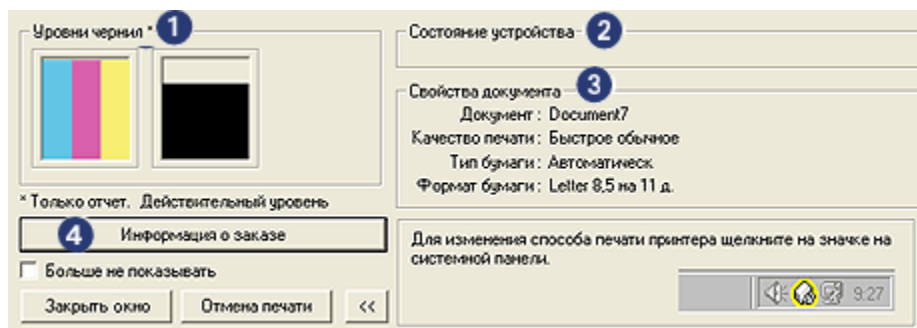 Уровни чернил * 1
* Только отчет. Действительный уровень
4 Информация о заказе
Больше не показывать
Закрыть окно
Отмена печати
<<
Состояние устройства 2
Свойства документа 3
Документ : Document7
Качество печати : Быстрое обычное
Тип бумаги : Автоматическ
Формат бумаги : Letter 8,5 на 11 д.
Для изменения способа печати принтера щелкните на значке на
системной панели.
9:27